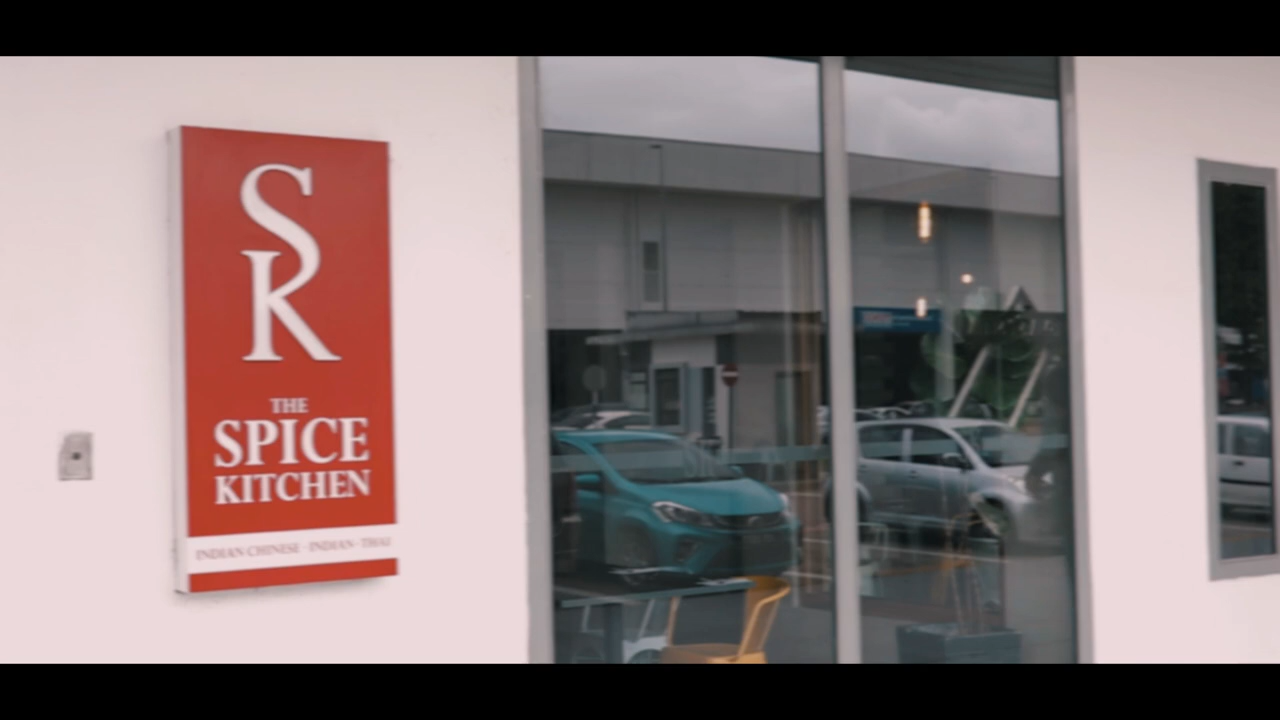 SK
THE
SPICE
KITCHEN
INDIAN CHINESE · INDIAN · THAI